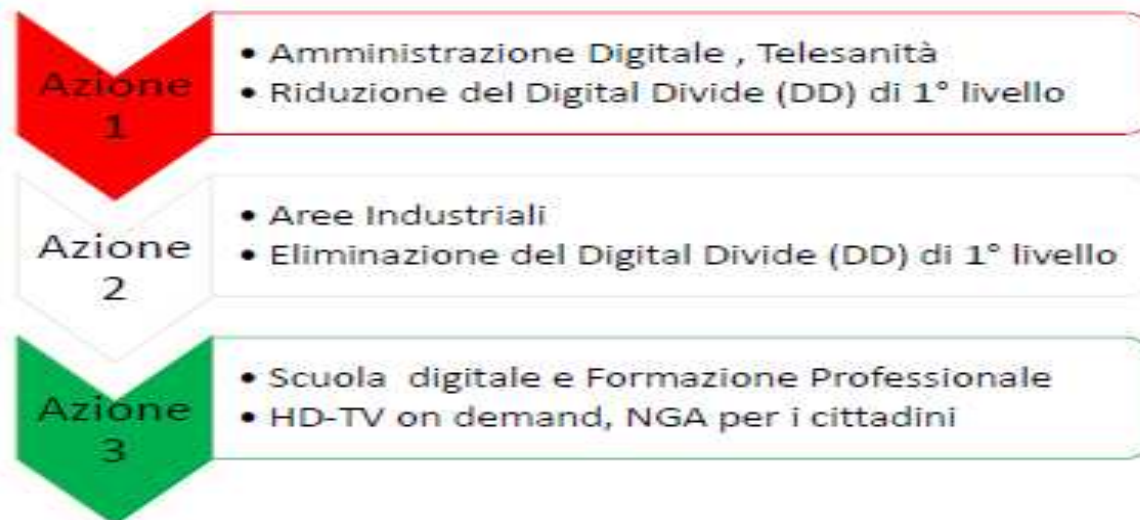 Azione
1
• Amministrazione Digitale , Telesanità
• Riduzione del Digital Divide (DD) di 1° livello
Azione
2
• Aree Industriali
• Eliminazione del Digital Divide (DD) di 1° livello
Azione
3
• Scuola  digitale e Formazione Professionale
• HD-TV on demand, NGA per i cittadini